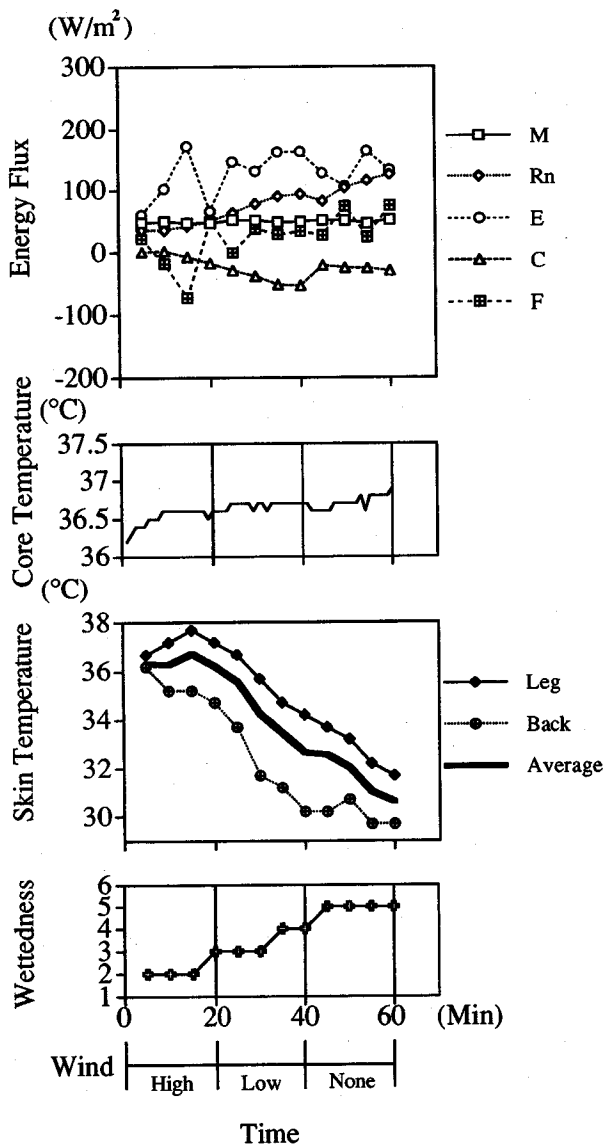 (W/m²)
Energy Flux
300
200
100
0
-100
-200
M
Rn
E
C
F
(°C)
Core Temperature
37.5
37
36.5
36
(°C)
Skin Temperature
38
36
34
32
30
Leg
Back
Average
Wettedness
6
5
4
3
2
1
0 20 40 60 (Min)
Wind
High Low None
Time